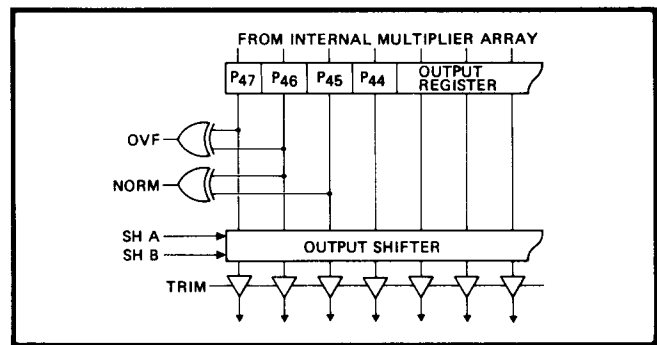 FROM INTERNAL MULTIPLIER ARRAY
P47 P46 P45 P44 OUTPUT REGISTER
OVF
NORM
SH A
SH B
OUTPUT SHIFTER
TRIM